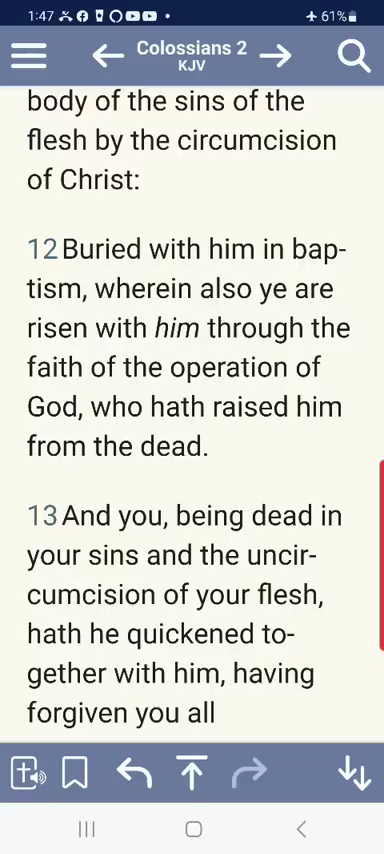 1:47
61%
Colossians 2
KJV
body of the sins of the
flesh by the circumcision
of Christ:
12 Buried with him in bap-
tism, wherein also ye are
risen with him through the
faith of the operation of
God, who hath raised him
from the dead.
13 And you, being dead in
your sins and the uncir-
cumcision of your flesh,
hath he quickened to-
gether with him, having
forgiven you all